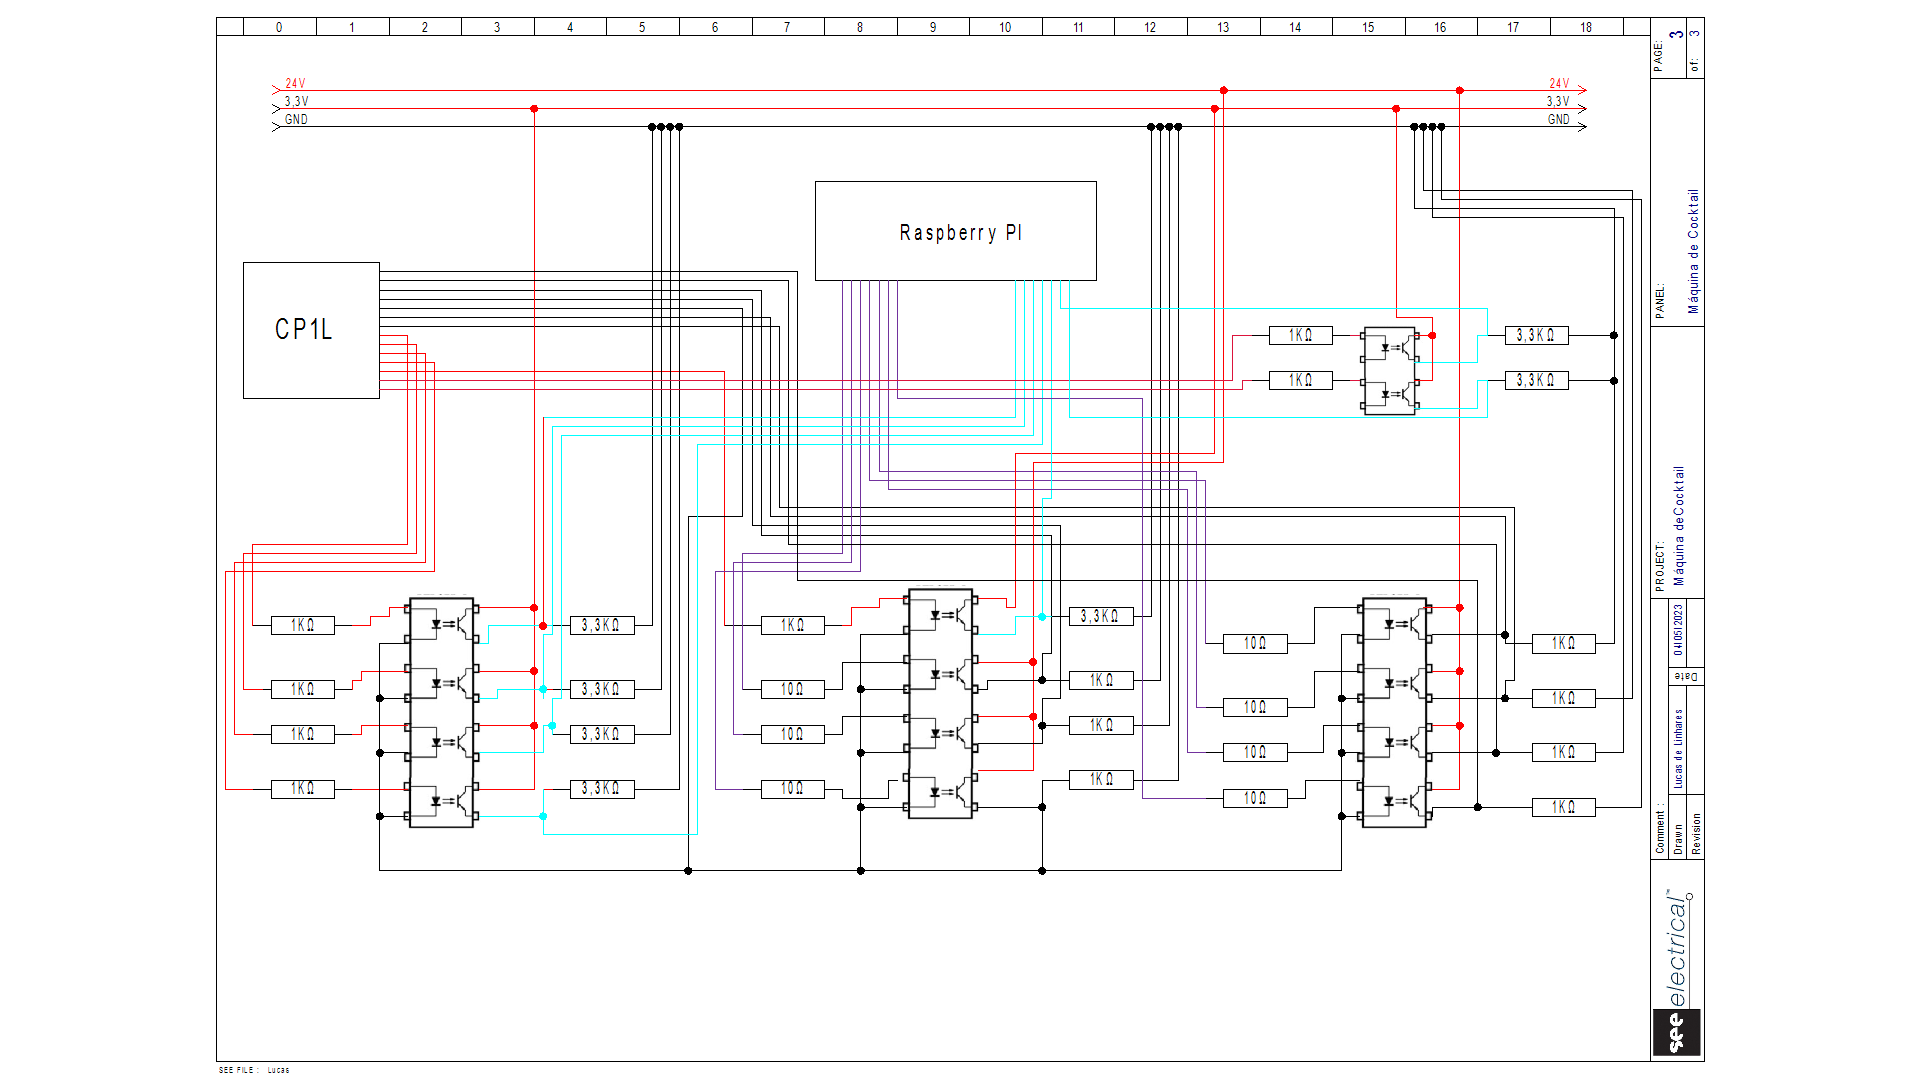 0 1 2 3 4 5 6 7 8 9 10 11 12 13 14 15 16 17 18
24V 24V
3,3V 3,3V
GND GND
Raspberry PI
CP1L
1KΩ 3,3KΩ
1KΩ 3,3KΩ
1KΩ 3,3KΩ 1KΩ 3,3KΩ 10Ω 1KΩ
1KΩ 3,3KΩ 10Ω 1KΩ 10Ω 1KΩ
1KΩ 3,3KΩ 10Ω 1KΩ 10Ω 1KΩ
1KΩ 3,3KΩ 10Ω 1KΩ 10Ω 1KΩ
PAGE: 3
of: 3
PANEL:
Máquina de Cocktail
PROJECT:
Máquina deCocktail
04/05/2023
Date
Lucas de Linhares
Comment :
Drawn
Revision
see electrical™
SEE FILE : Lucas